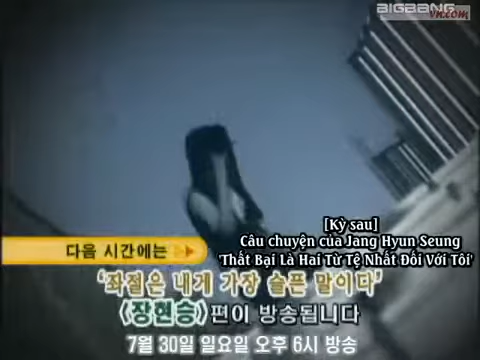 BIGBANG
vn.com
[Kỳ sau]
Câu chuyện của Jang Hyun Seung
'Thất Bại Là Hai Từ Tệ Nhất Đối Với Tôi'
다음 시간에는
'좌절은 내게 가장 슬픈 말이다'
<장현승>편이 방송됩니다
7월 30일 일요일 오후 6시 방송